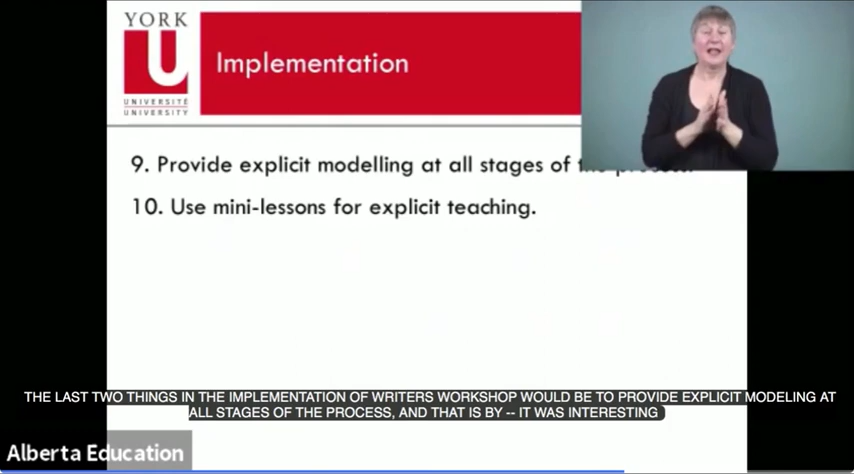 YORK
U
UNIVERSITÉ
UNIVERSITY
Implementation
9. Provide explicit modelling at all stages of
10. Use mini-lessons for explicit teaching.
THE LAST TWO THINGS IN THE IMPLEMENTATION OF WRITERS WORKSHOP WOULD BE TO PROVIDE EXPLICIT MODELING AT
ALL STAGES OF THE PROCESS, AND THAT IS BY -- IT WAS INTERESTING
Alberta Education